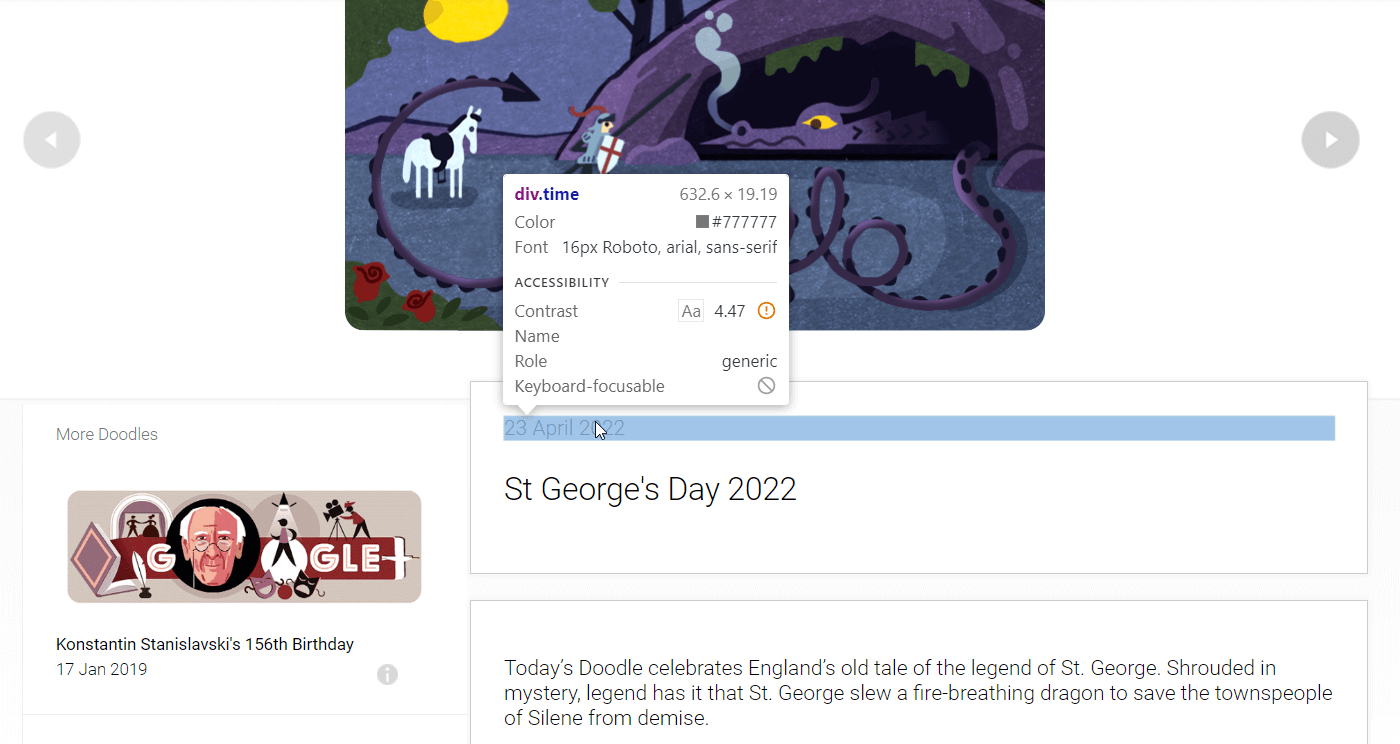 div.time 632.6 × 19.19
Color #777777
Font 16px Roboto, arial, sans-serif
ACCESSIBILITY
Contrast Aa 4.47
Name
Role generic
Keyboard-focusable
23 April 2022
St George's Day 2022
Today’s Doodle celebrates England’s old tale of the legend of St. George. Shrouded in
mystery, legend has it that St. George slew a fire-breathing dragon to save the townspeople
of Silene from demise.
More Doodles
G GLE
Konstantin Stanislavski's 156th Birthday
17 Jan 2019